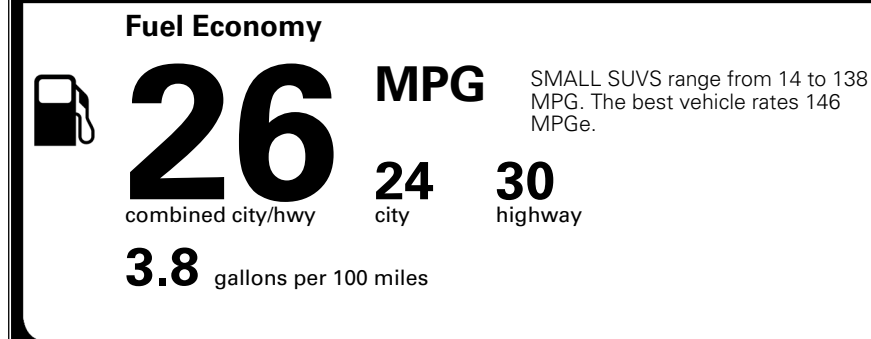 Fuel Economy
26 MPG
SMALL SUVS range from 14 to 138
MPG. The best vehicle rates 146
MPGe.
combined city/hwy
24
city
30
highway
3.8 gallons per 100 miles